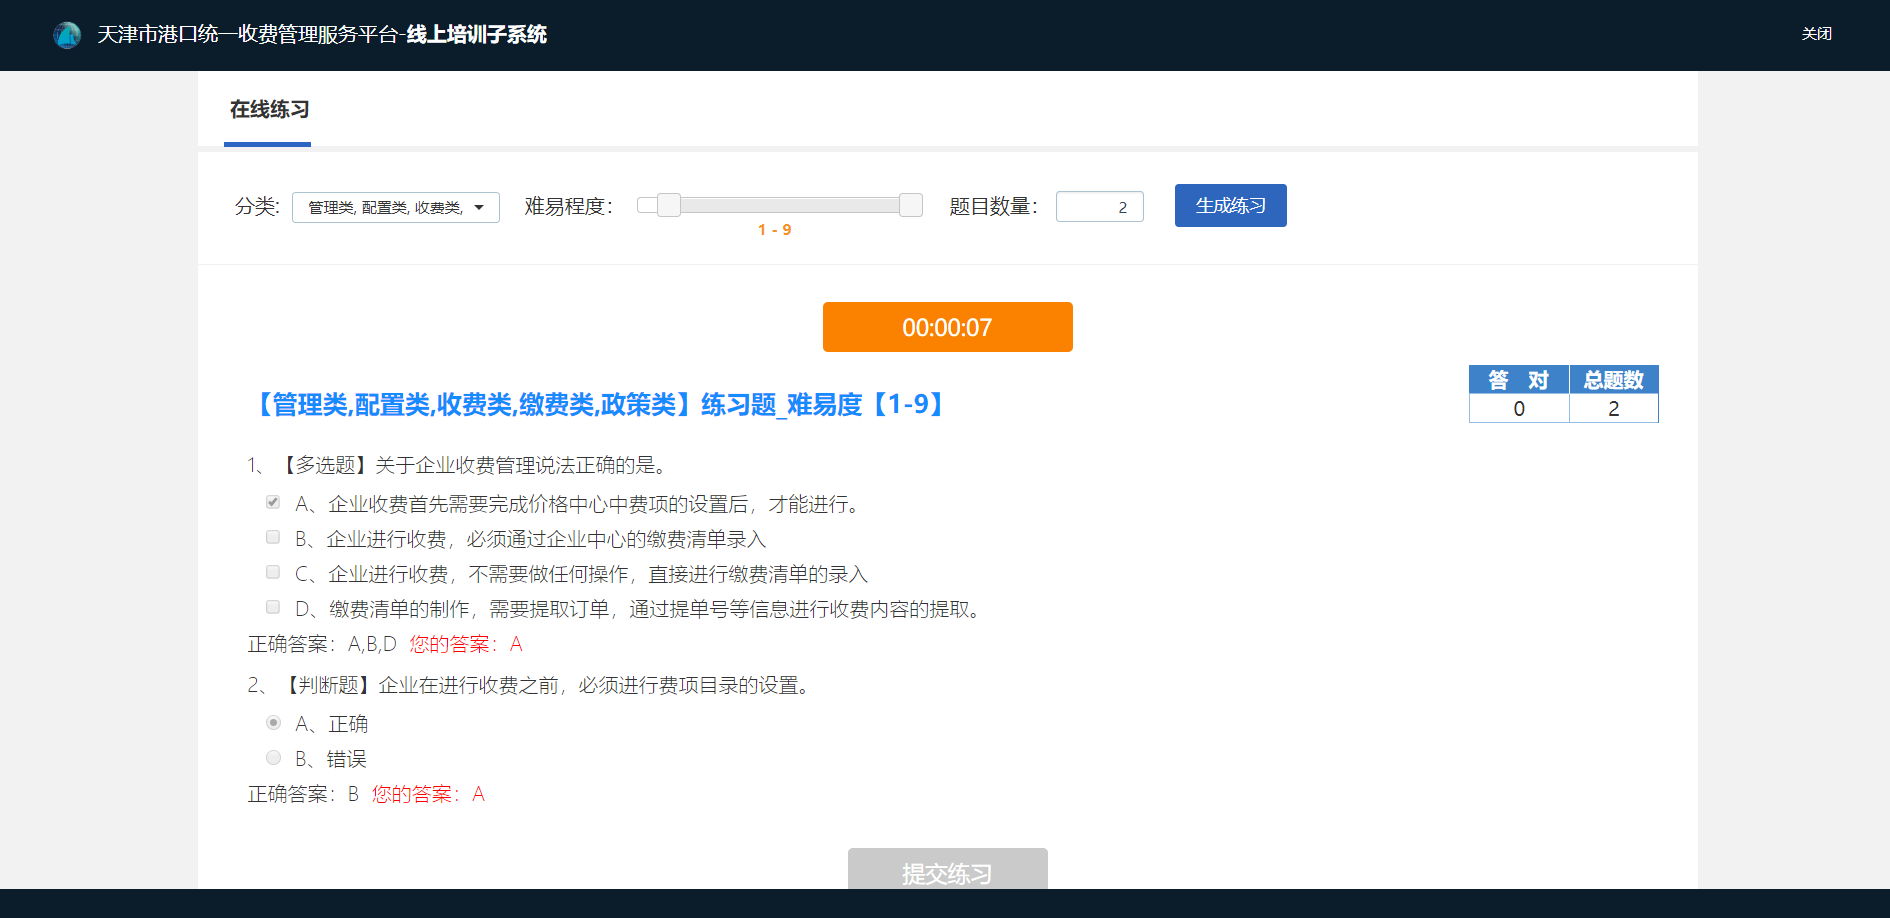 天津市港口统一收费管理服务平台-线上培训子系统
关闭
在线练习
分类: 管理类, 配置类, 收费类, 难易程度： 题目数量： 2 生成练习
1 - 9
00:00:07
答 对 总题数
0 2
【管理类,配置类,收费类,缴费类,政策类】练习题_难易度【1-9】
1、【多选题】关于企业收费管理说法正确的是。
A、企业收费首先需要完成价格中心中费项的设置后，才能进行。
B、企业进行收费，必须通过企业中心的缴费清单录入
C、企业进行收费，不需要做任何操作，直接进行缴费清单的录入
D、缴费清单的制作，需要提取订单，通过提单号等信息进行收费内容的提取。
正确答案：A,B,D 您的答案：A
2、【判断题】企业在进行收费之前，必须进行费项目录的设置。
A、正确
B、错误
正确答案：B 您的答案：A
提交练习